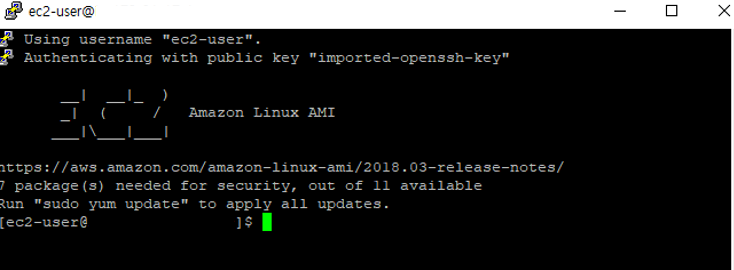 ec2-user@
Using username "ec2-user".
Authenticating with public key "imported-openssh-key"
__|  __|_  )
_|  (     /   Amazon Linux AMI
___|\___|___|
https://aws.amazon.com/amazon-linux-ami/2018.03-release-notes/
7 package(s) needed for security, out of 11 available
Run "sudo yum update" to apply all updates.
[ec2-user@                ]$